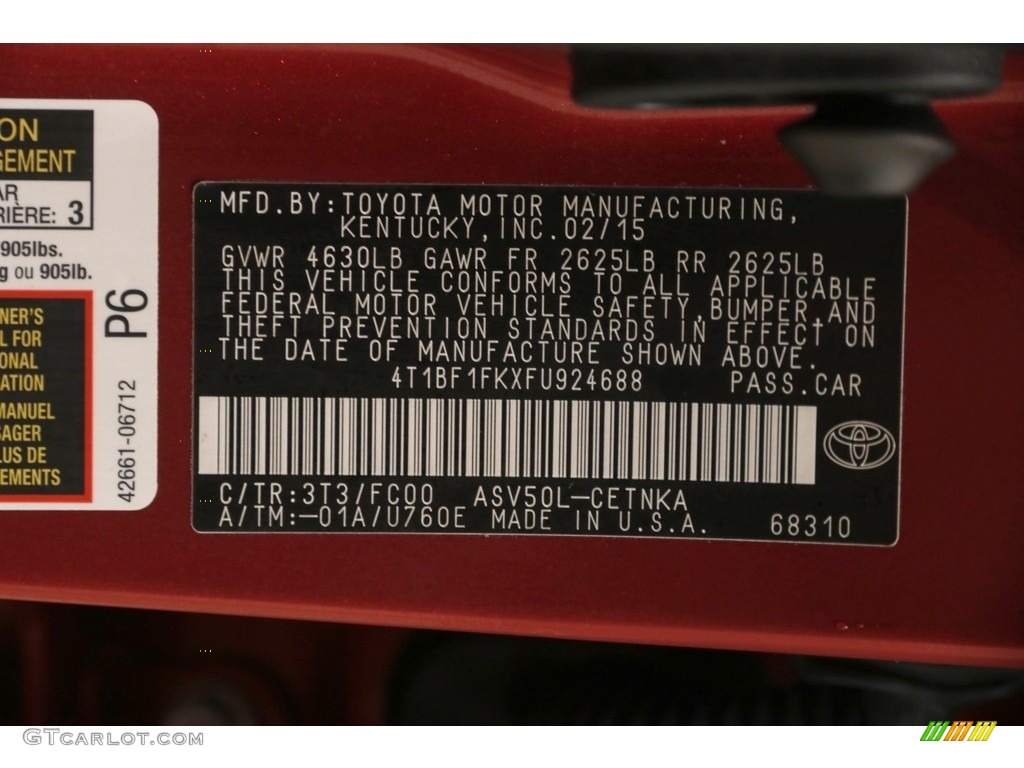 ON
GEMENT
AR
RIÈRE: 3
905lbs.
g ou 905lb.
NER'S
L FOR
ONAL
ATION
MANUEL
SAGER
LUS DE
EMENTS
P6
42661-06712
MFD.BY:TOYOTA MOTOR MANUFACTURING,
KENTUCKY,INC.02/15
GVWR 4630LB GAWR FR 2625LB RR 2625LB
THIS VEHICLE CONFORMS TO ALL APPLICABLE
FEDERAL MOTOR VEHICLE SAFETY,BUMPER,AND
THEFT PREVENTION STANDARDS IN EFFECT ON
THE DATE OF MANUFACTURE SHOWN ABOVE.
4T1BF1FKXFU924688 PASS.CAR
C/TR:3T3/FC00 ASV50L-CETNKA
A/TM:-01A/U760E MADE IN U.S.A. 68310
GTcarlot.com